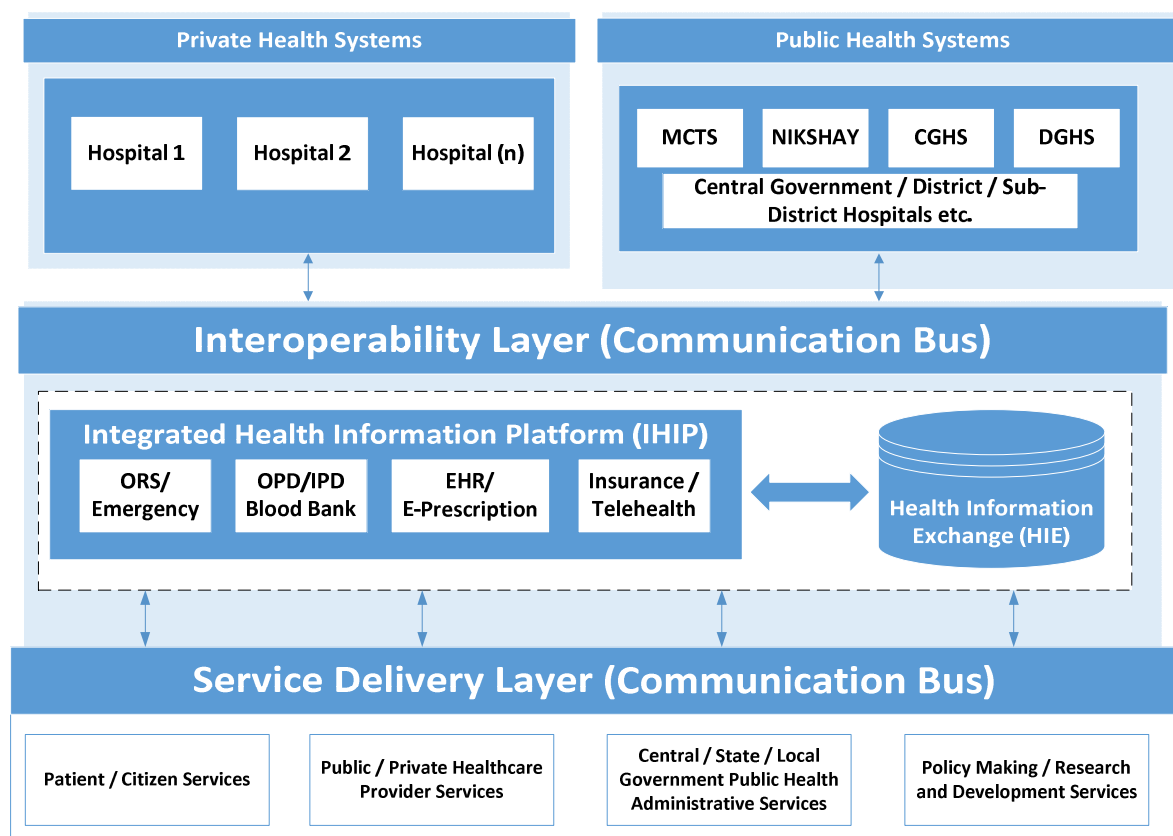 Private Health Systems
Public Health Systems
Hospital 1
Hospital 2
Hospital (n)
MCTS
NIKSHAY
CGHS
DGHS
Central Government / District / Sub-
District Hospitals etc.
Interoperability Layer (Communication Bus)
Integrated Health Information Platform (IHIP)
ORS/
Emergency
OPD/IPD
Blood Bank
EHR/
E-Prescription
Insurance /
Telehealth
Health Information
Exchange (HIE)
Service Delivery Layer (Communication Bus)
Patient / Citizen Services
Public / Private Healthcare
Provider Services
Central / State / Local
Government Public Health
Administrative Services
Policy Making / Research
and Development Services